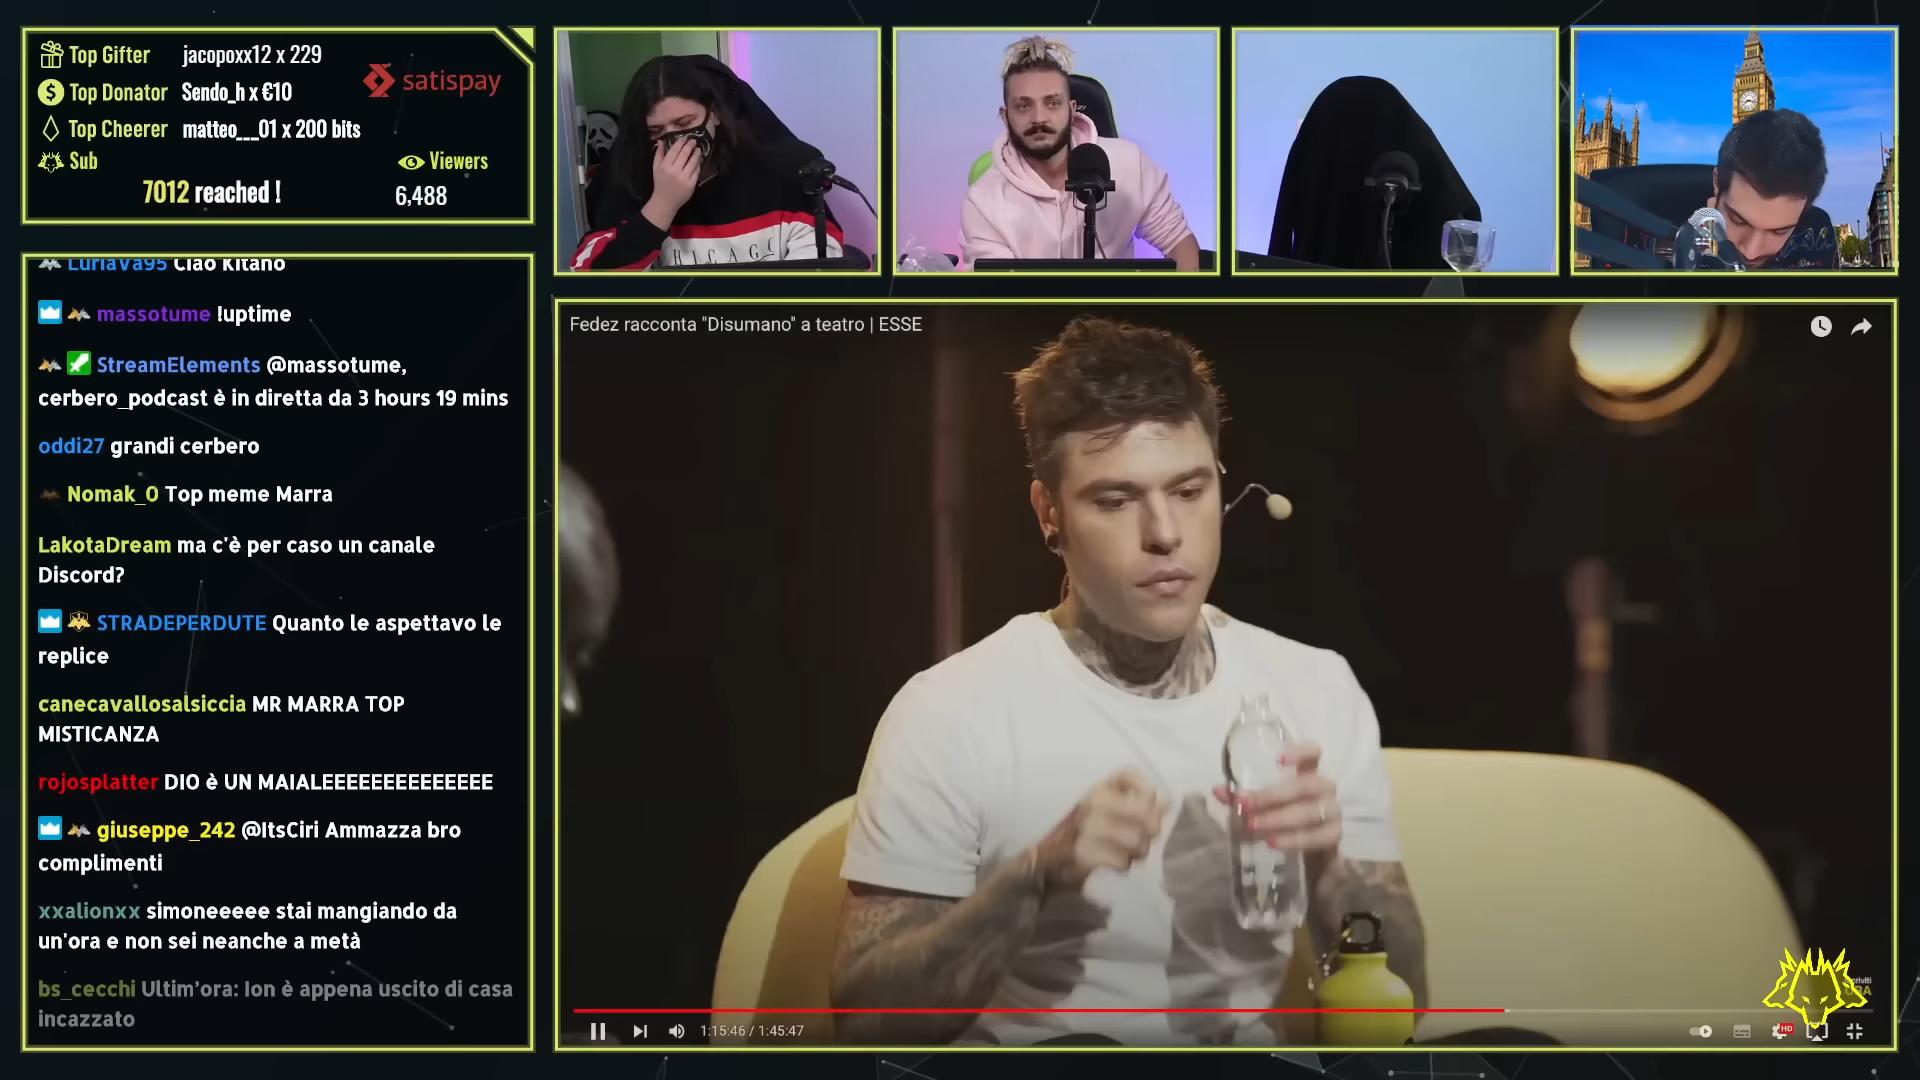 Top Gifter jacopoxx12 x 229
satispay
Top Donator Sendo_h x €10
Top Cheerer matteo___01 x 200 bits
Sub
Viewers
7012 reached !
6,488
LuriaVa95 Ciao Kitano
massotume !uptime
StreamElements @massotume,
cerbero_podcast è in diretta da 3 hours 19 mins
oddi27 grandi cerbero
Nomak_O Top meme Marra
LakotaDream ma c'è per caso un canale
Discord?
STRADEPERDUTE Quanto le aspettavo le
replice
canecavallosalsiccia MR MARRA TOP
MISTICANZA
rojosplatter DIO è UN MAIALEEEEEEEEEEEEEE
giuseppe_242 @ItsCiri Ammazza bro
complimenti
xxalionxx simoneeeee stai mangiando da
un'ora e non sei neanche a metà
bs_cecchi Ultim'ora: Ion è appena uscito di casa
incazzato
CHICAGO
Fedez racconta "Disumano" a teatro | ESSE
1:15:46 / 1:45:47
HD